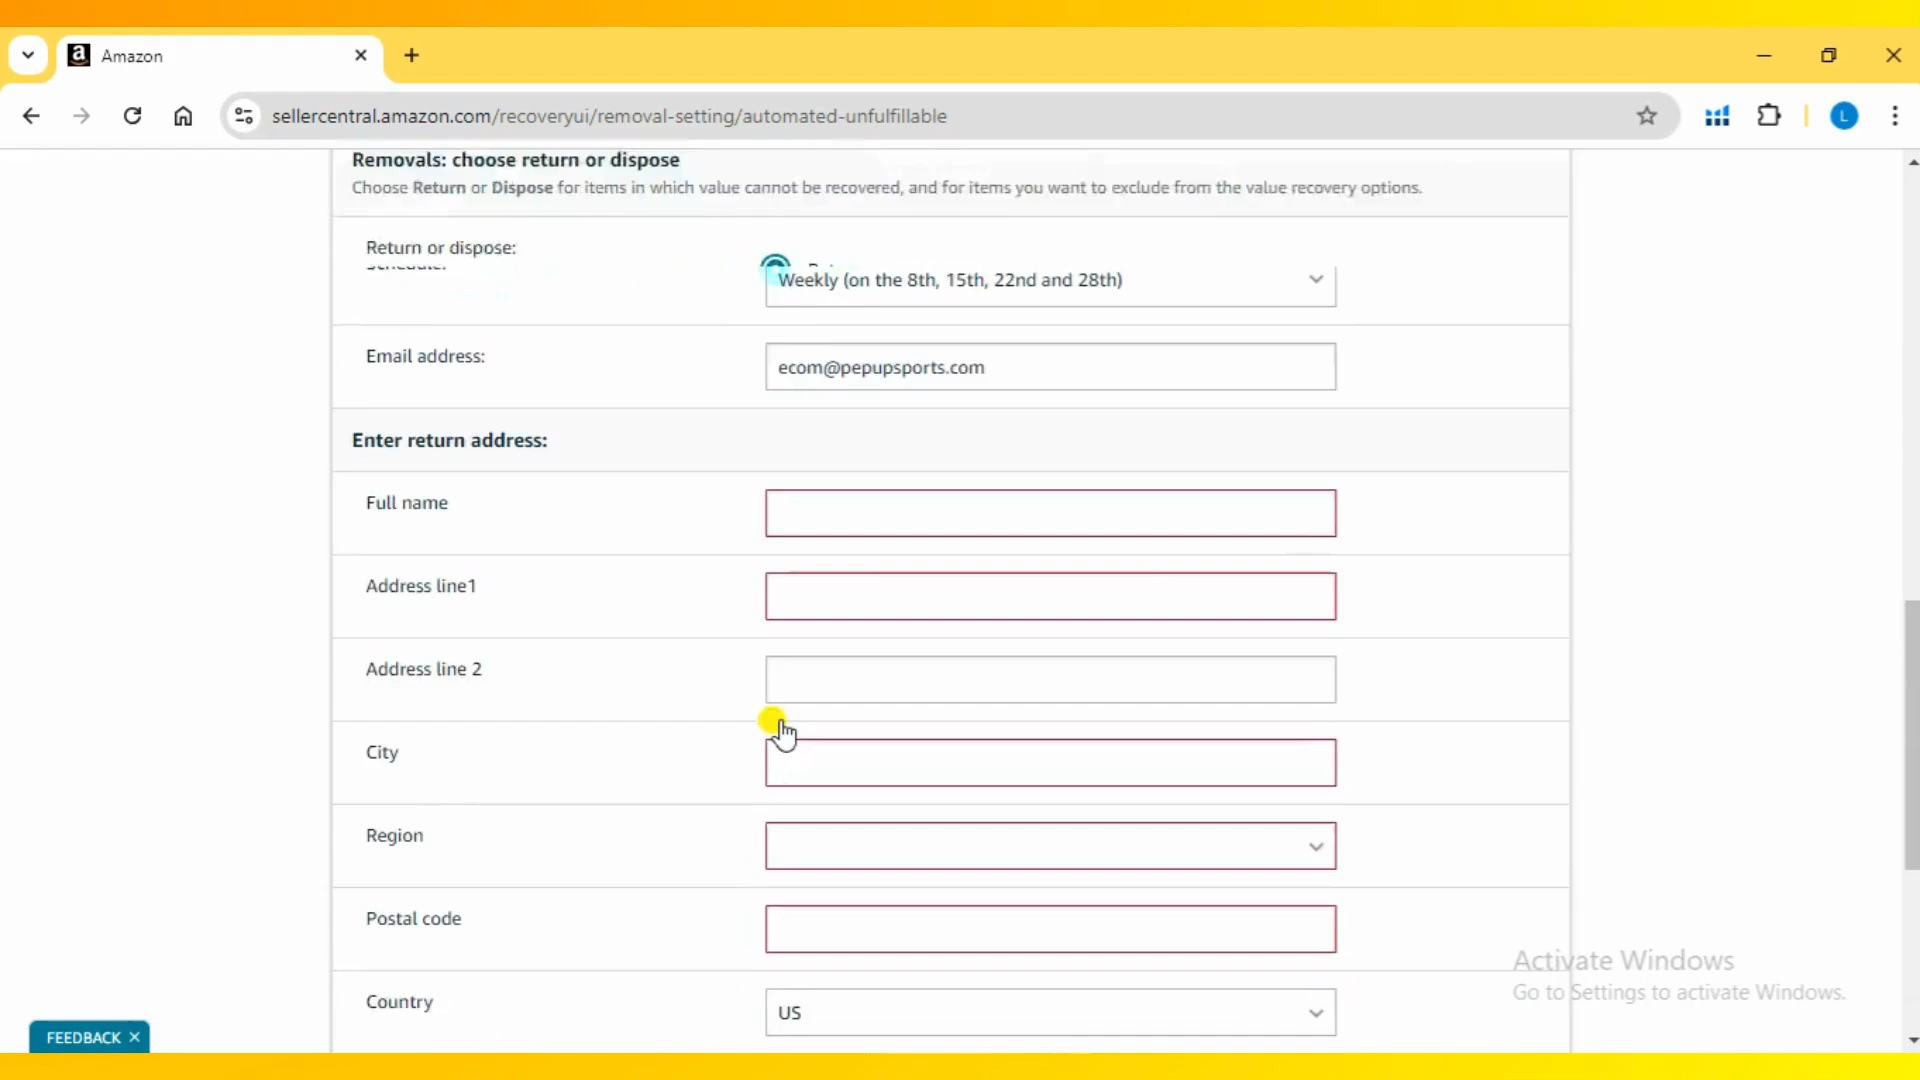 Amazon
sellercentral.amazon.com/recoveryui/removal-setting/automated-unfulfillable
L
Removals: choose return or dispose
Choose Return or Dispose for items in which value cannot be recovered, and for items you want to exclude from the value recovery options.
Return or dispose:
Schedule:
Weekly (on the 8th, 15th, 22nd and 28th)
Email address:
ecom@pepupsports.com
Enter return address:
Full name
Address line1
Address line 2
City
Region
Postal code
Country
US
Activate Windows
Go to Settings to activate Windows.
FEEDBACK